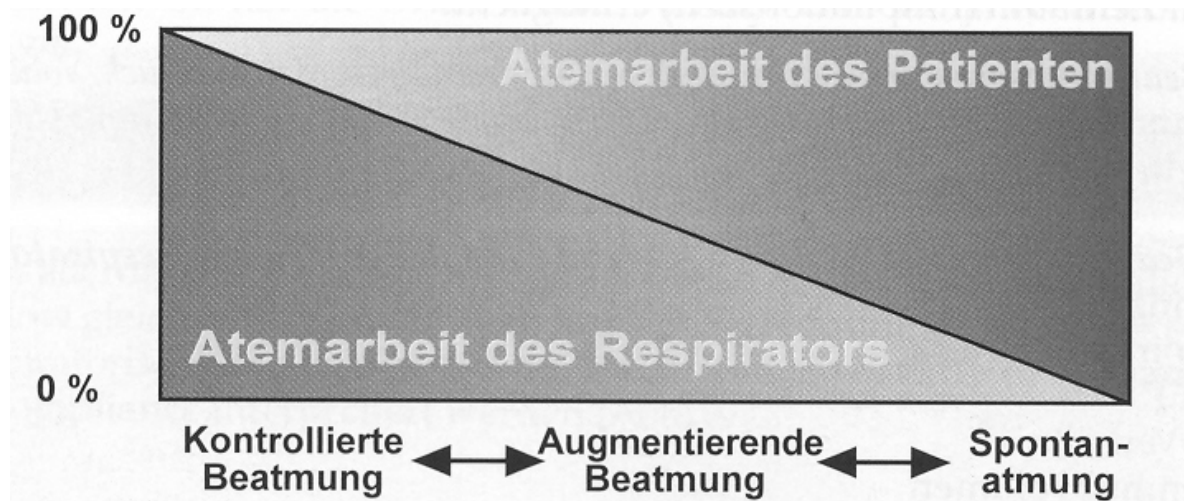 100 %
Atemarbeit des Patienten
Atemarbeit des Respirators
0 %
Kontrollierte
Beatmung
Augmentierende
Beatmung
Spontan-
atmung